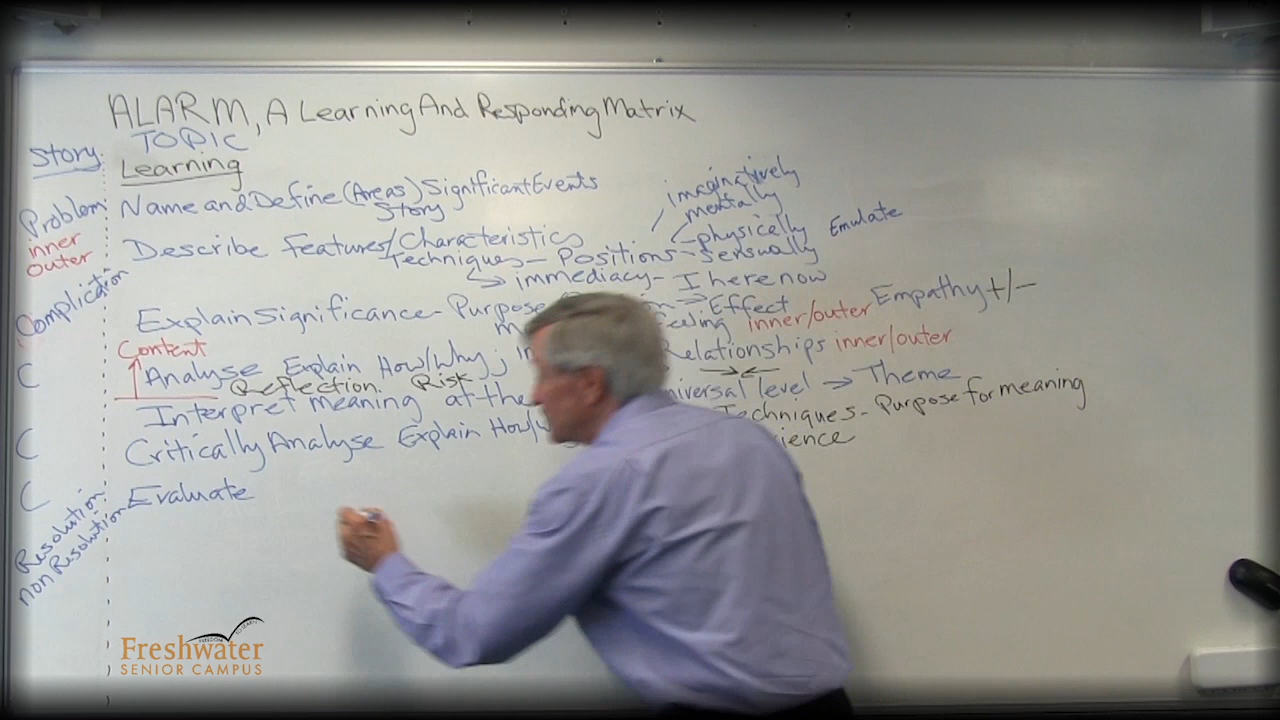 ALARM, A Learning And Responding Matrix
TOPIC
Story:
Learning
Problem:
Name and Define (Areas) Significant Events
Story
inner
outer
Describe Features/Characteristics
Techniques - Positions - physically
imaginatively
mentally
sensually
Emulate
immediacy - I here now
Complication
Explain Significance - Purpose
Effect
inner/outer Empathy +/-
Content
C
Analyse Explain How/Why;
Relationships inner/outer
Reflection. Risk
Interpret meaning at the
level → Theme
C
Critically Analyse Explain
Techniques - Purpose for meaning
C
Evaluate
Resolution.
non Resolution
Freshwater
SENIOR CAMPUS